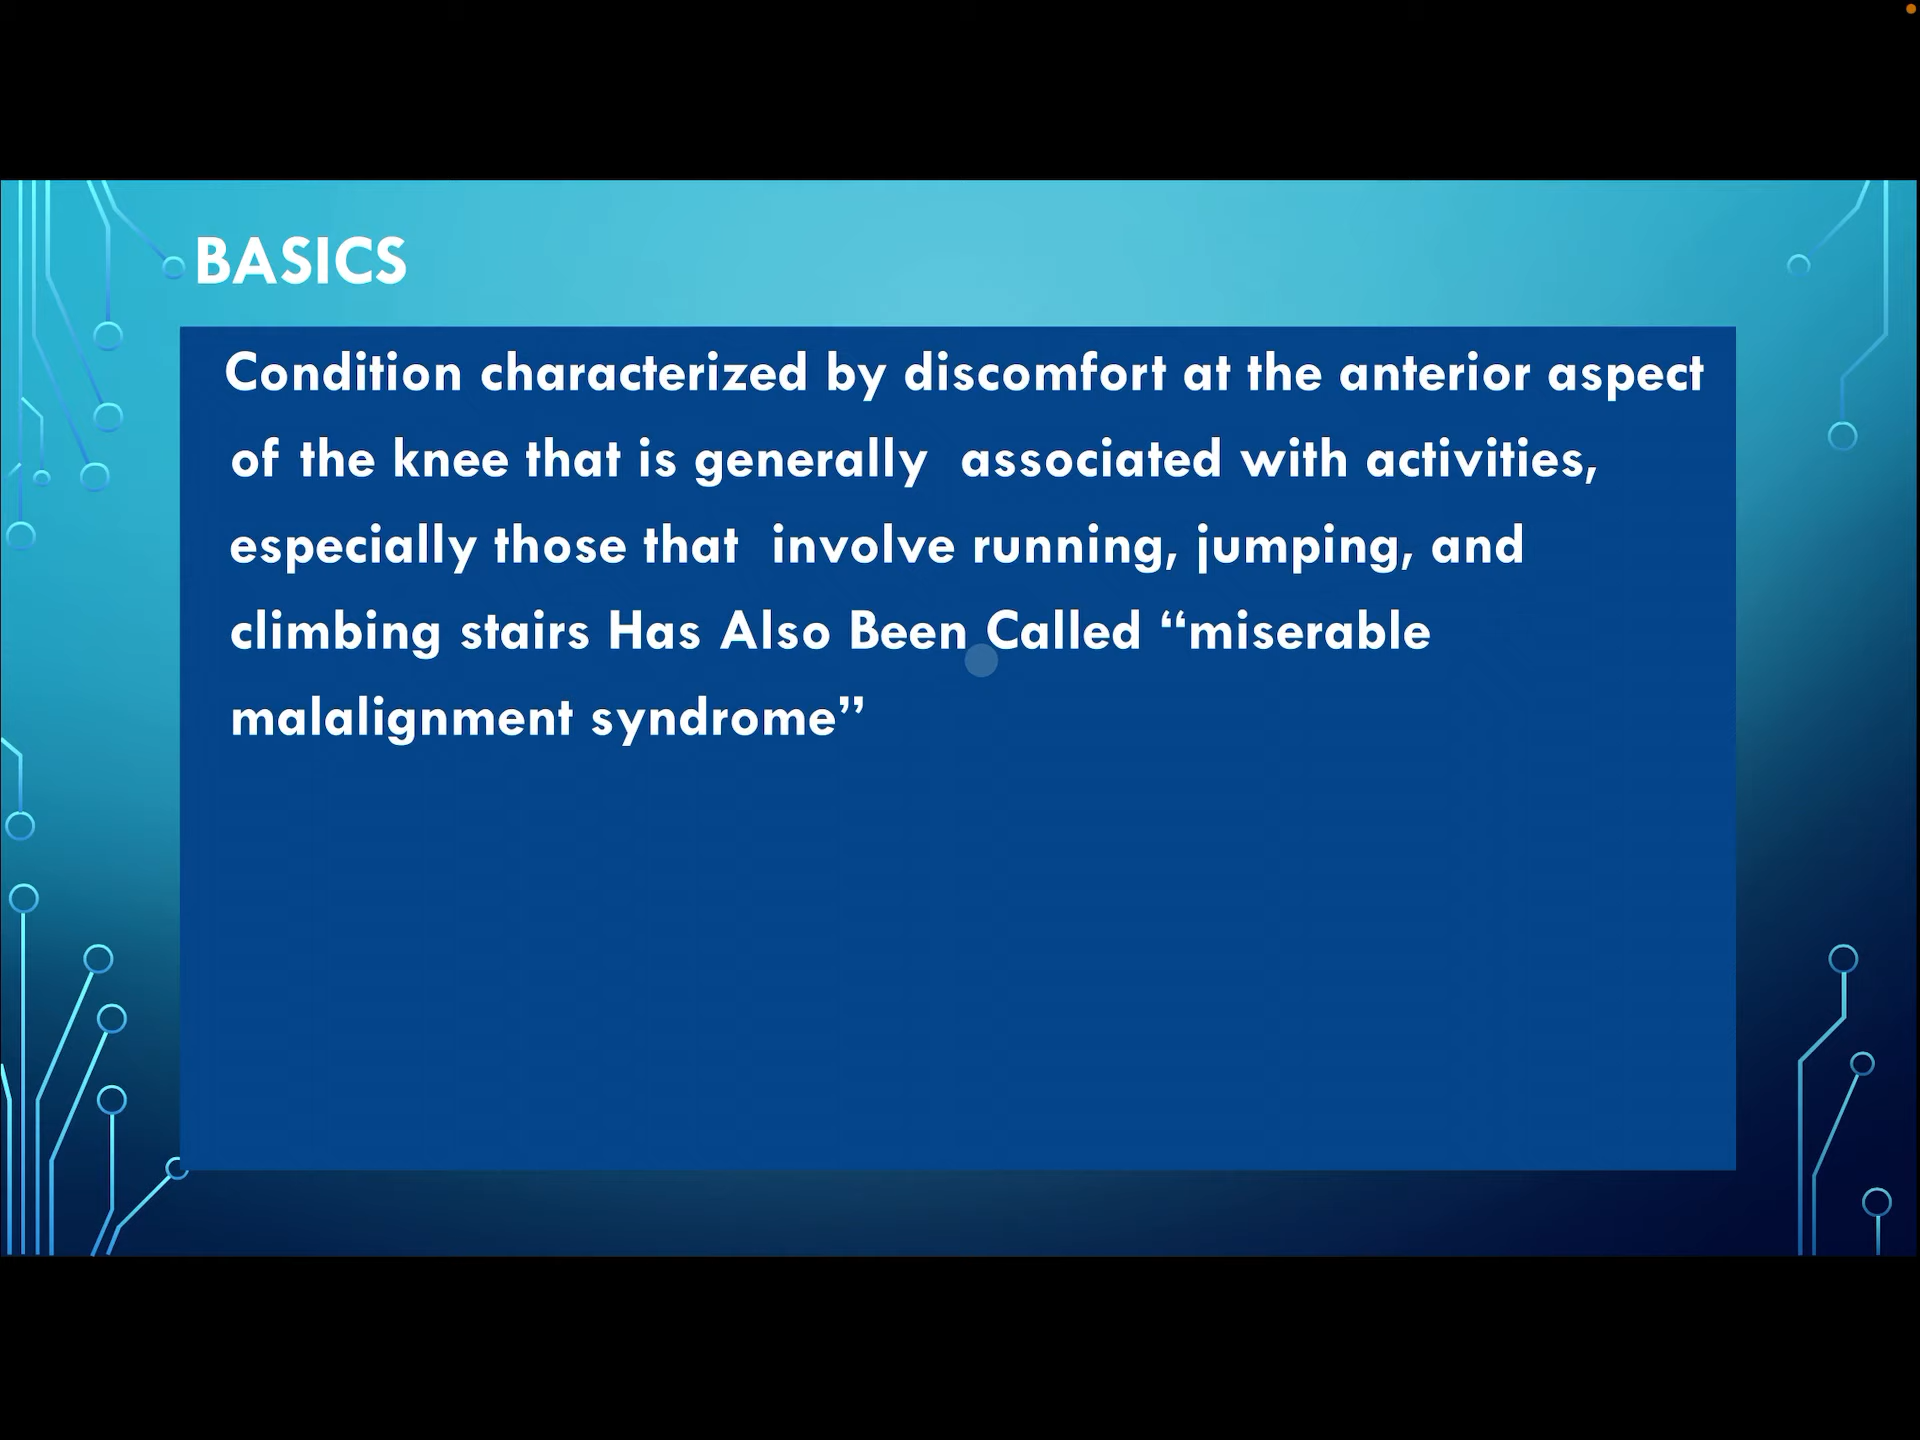 BASICS
Condition characterized by discomfort at the anterior aspect
of the knee that is generally  associated with activities,
especially those that  involve running, jumping, and
climbing stairs Has Also Been Called “miserable
malalignment syndrome”